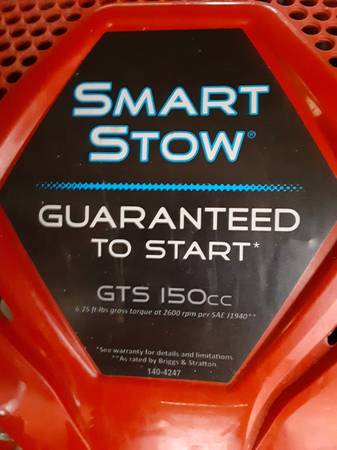 SMART
STOW®
GUARANTEED
TO START*
GTS 150cc
6.75 ft-lbs gross torque at 2600 rpm per SAE J1940**
*See warranty for details and limitations.
**As rated by Briggs & Stratton.
140-4247